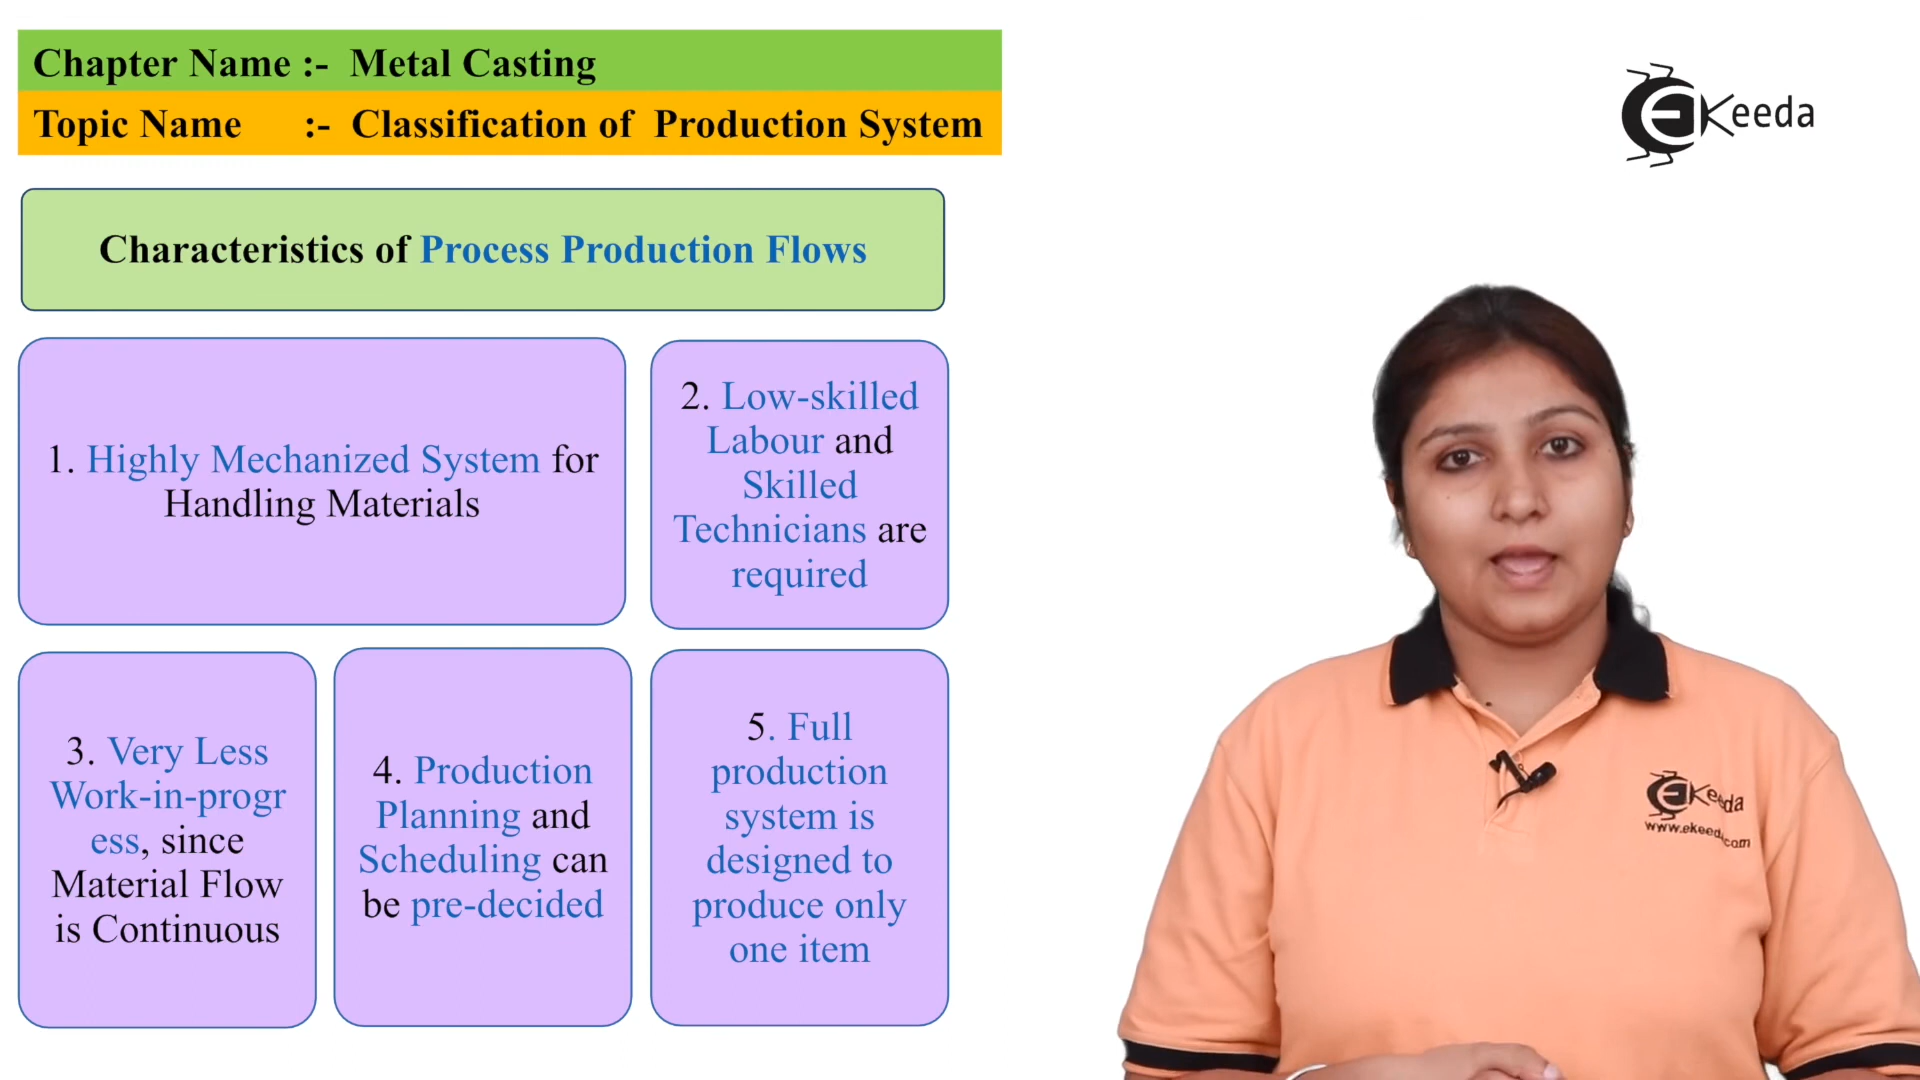 Chapter Name :- Metal Casting
Topic Name :- Classification of Production System
Keeda
Characteristics of Process Production Flows
1. Highly Mechanized System for
Handling Materials
2. Low-skilled
Labour and
Skilled
Technicians are
required
3. Very Less
Work-in-progr
ess, since
Material Flow
is Continuous
4. Production
Planning and
Scheduling can
be pre-decided
5. Full
production
system is
designed to
produce only
one item
Keeda
www.ekeeda.com